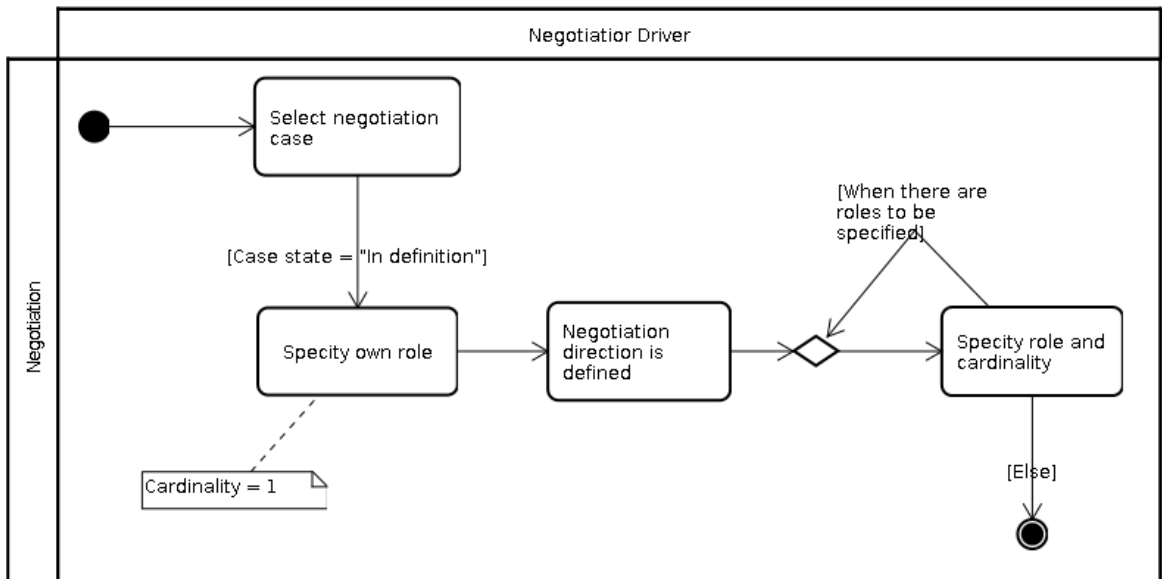 Negotiatior Driver
Negotiation
Select negotiation
case
[When there are
roles to be
specified]
[Case state = "In definition"]
Specity own role
Negotiation
direction is
defined
Specity role and
cardinality
Cardinality = 1
[Else]